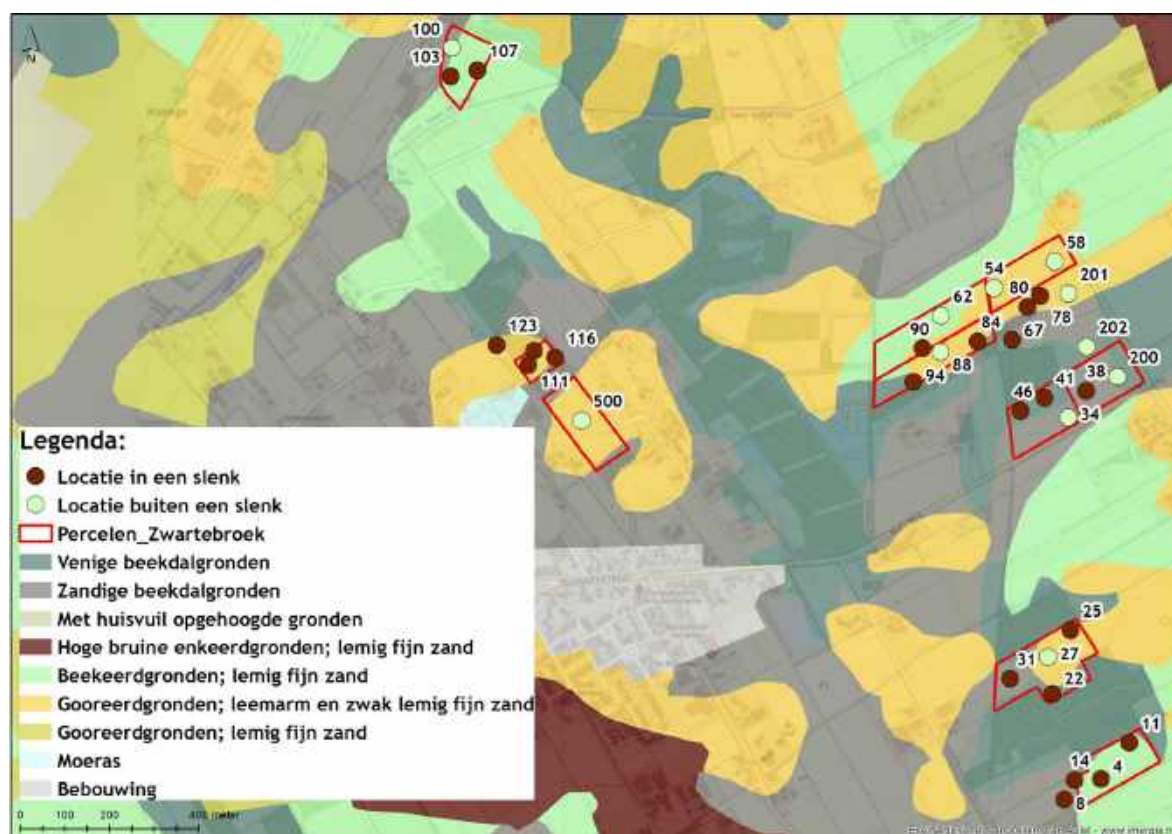 100
107
103
N
58
54
201
80
62
78
84
67
90
202
88
200
123
116
94
38
41
46
111
34
500
Legenda:
Locatie in een slenk
Locatie buiten een slenk
Percelen_Zwartebroek
Venige beekdalgronden
Zandige beekdalgronden
Met huisvuil opgehoogde gronden
Hoge bruine enkeerdgronden; lemig fijn zand
Beekeerdgronden; lemig fijn zand
Gooreerdgronden; leemarm en zwak lemig fijn zand
Gooreerdgronden; lemig fijn zand
Moeras
Bebouwing
25
31
27
22
11
14
4
8
0 100 200 400 meter